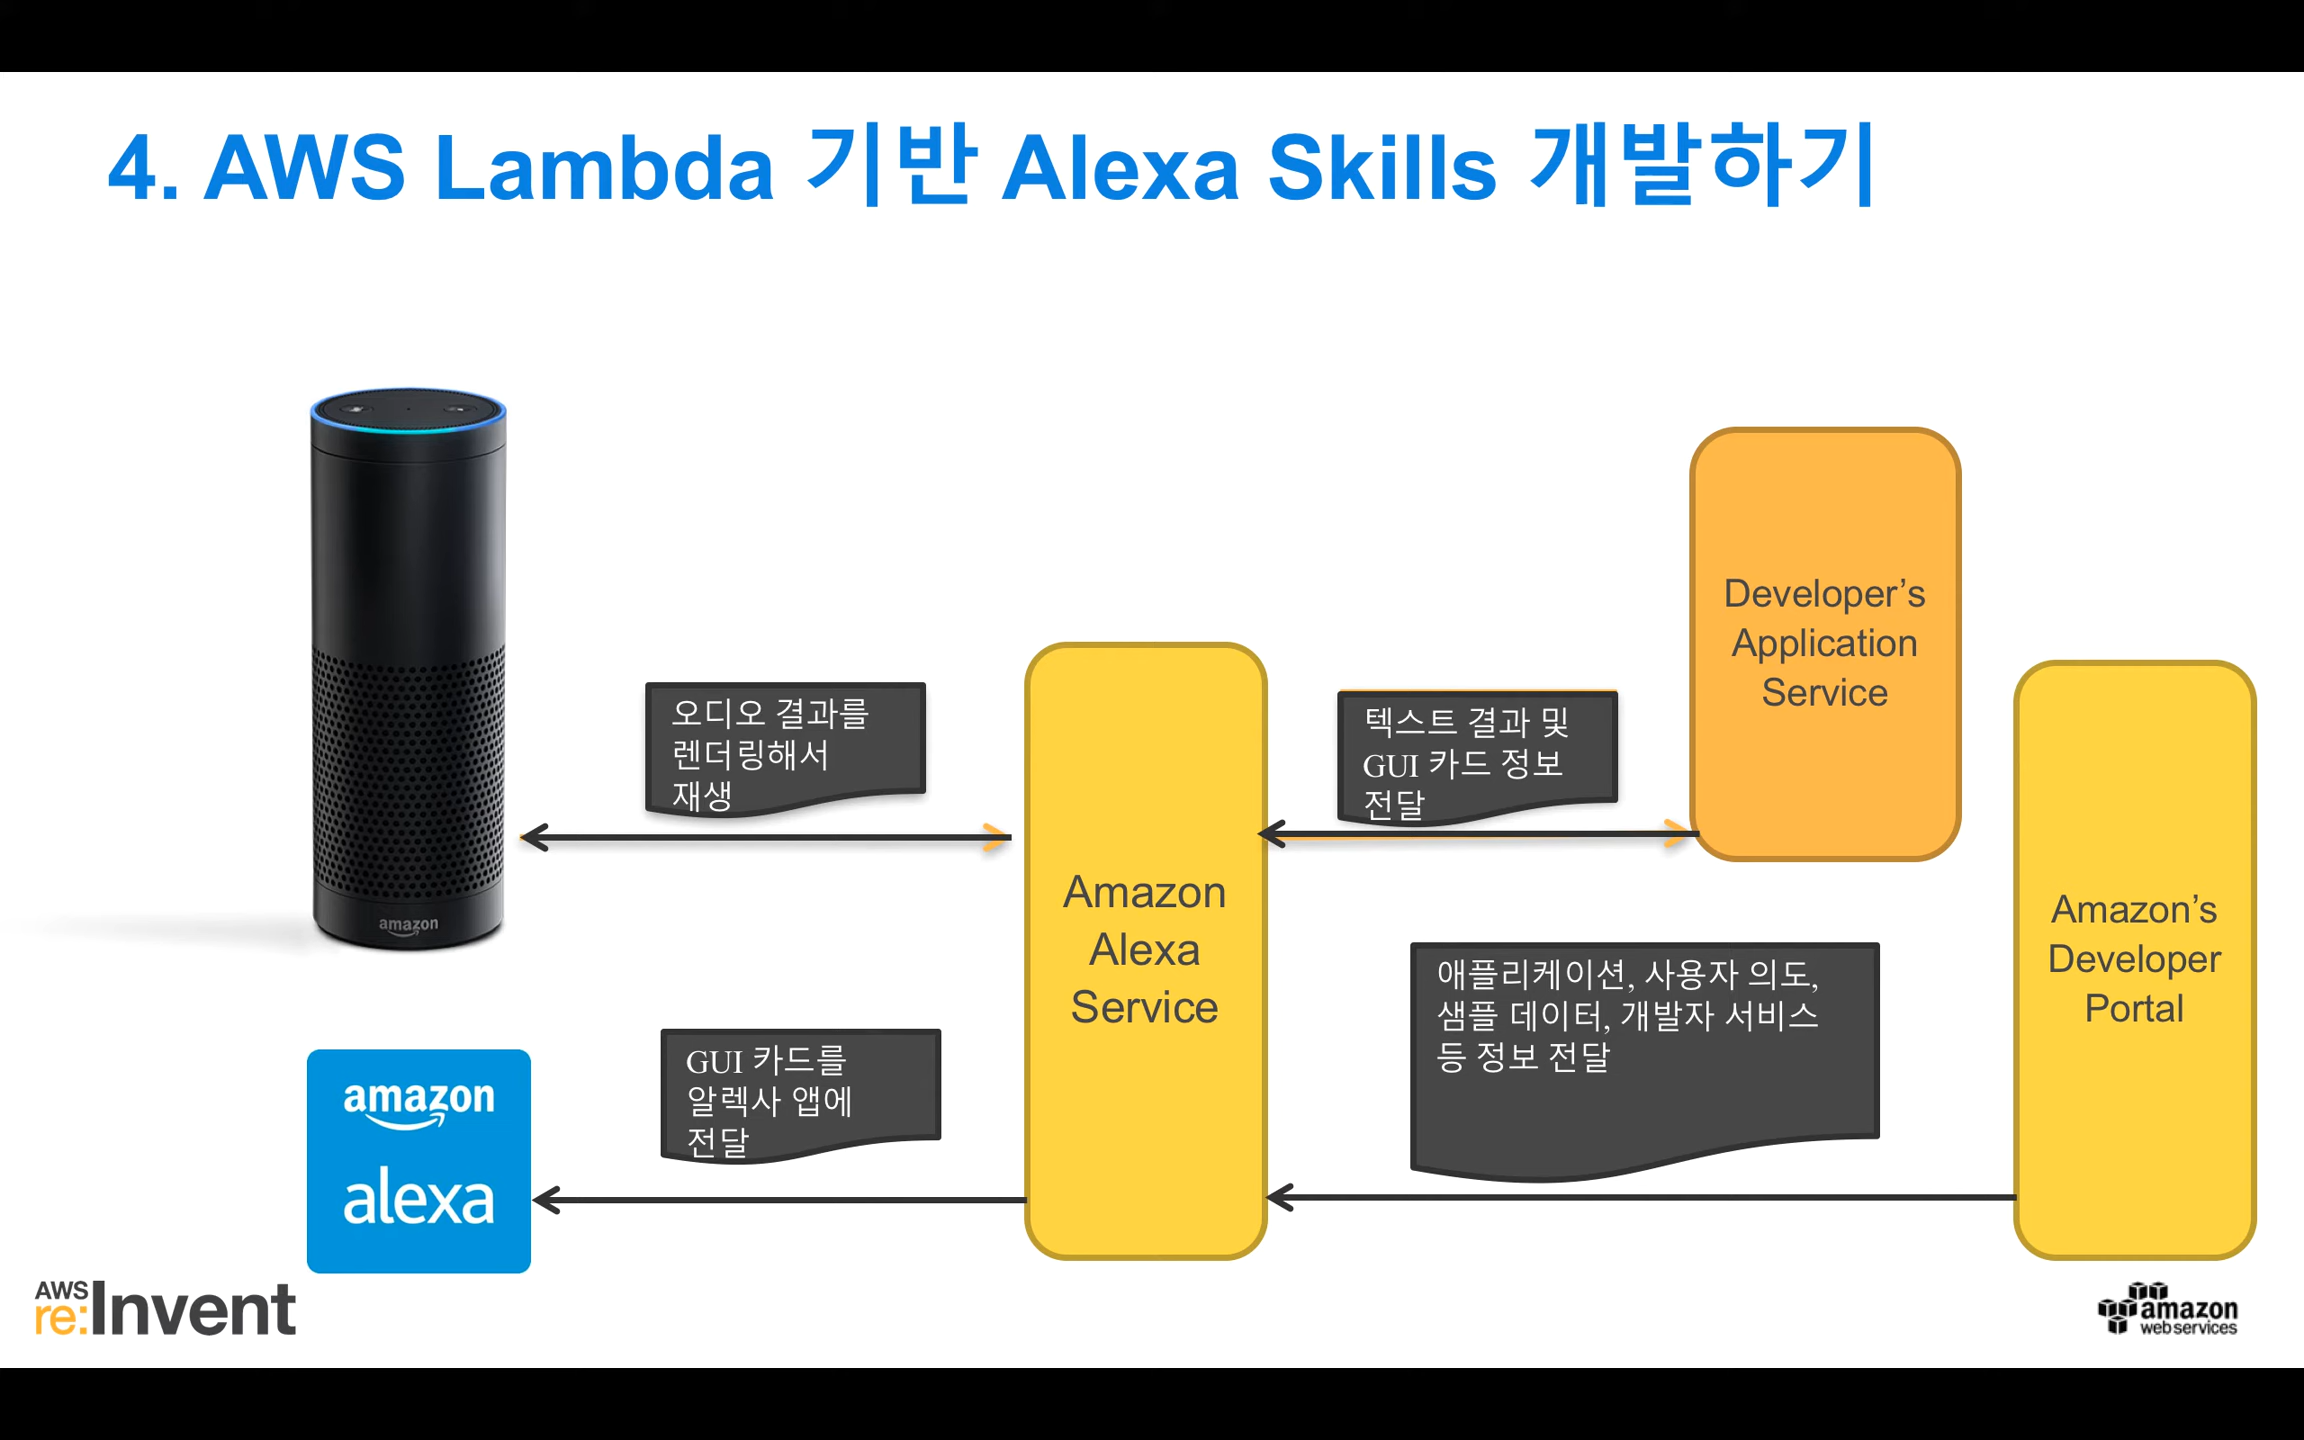 4. AWS Lambda 기반 Alexa Skills 개발하기
Developer’s
Application
Service
오디오 결과를
렌더링해서
재생
텍스트 결과 및
GUI 카드 정보
전달
Amazon
Alexa
Service
Amazon’s
Developer
Portal
amazon
애플리케이션, 사용자 의도,
샘플 데이터, 개발자 서비스
등 정보 전달
GUI 카드를
알렉사 앱에
전달
amazon
alexa
AWS
re:Invent
amazon
webservices